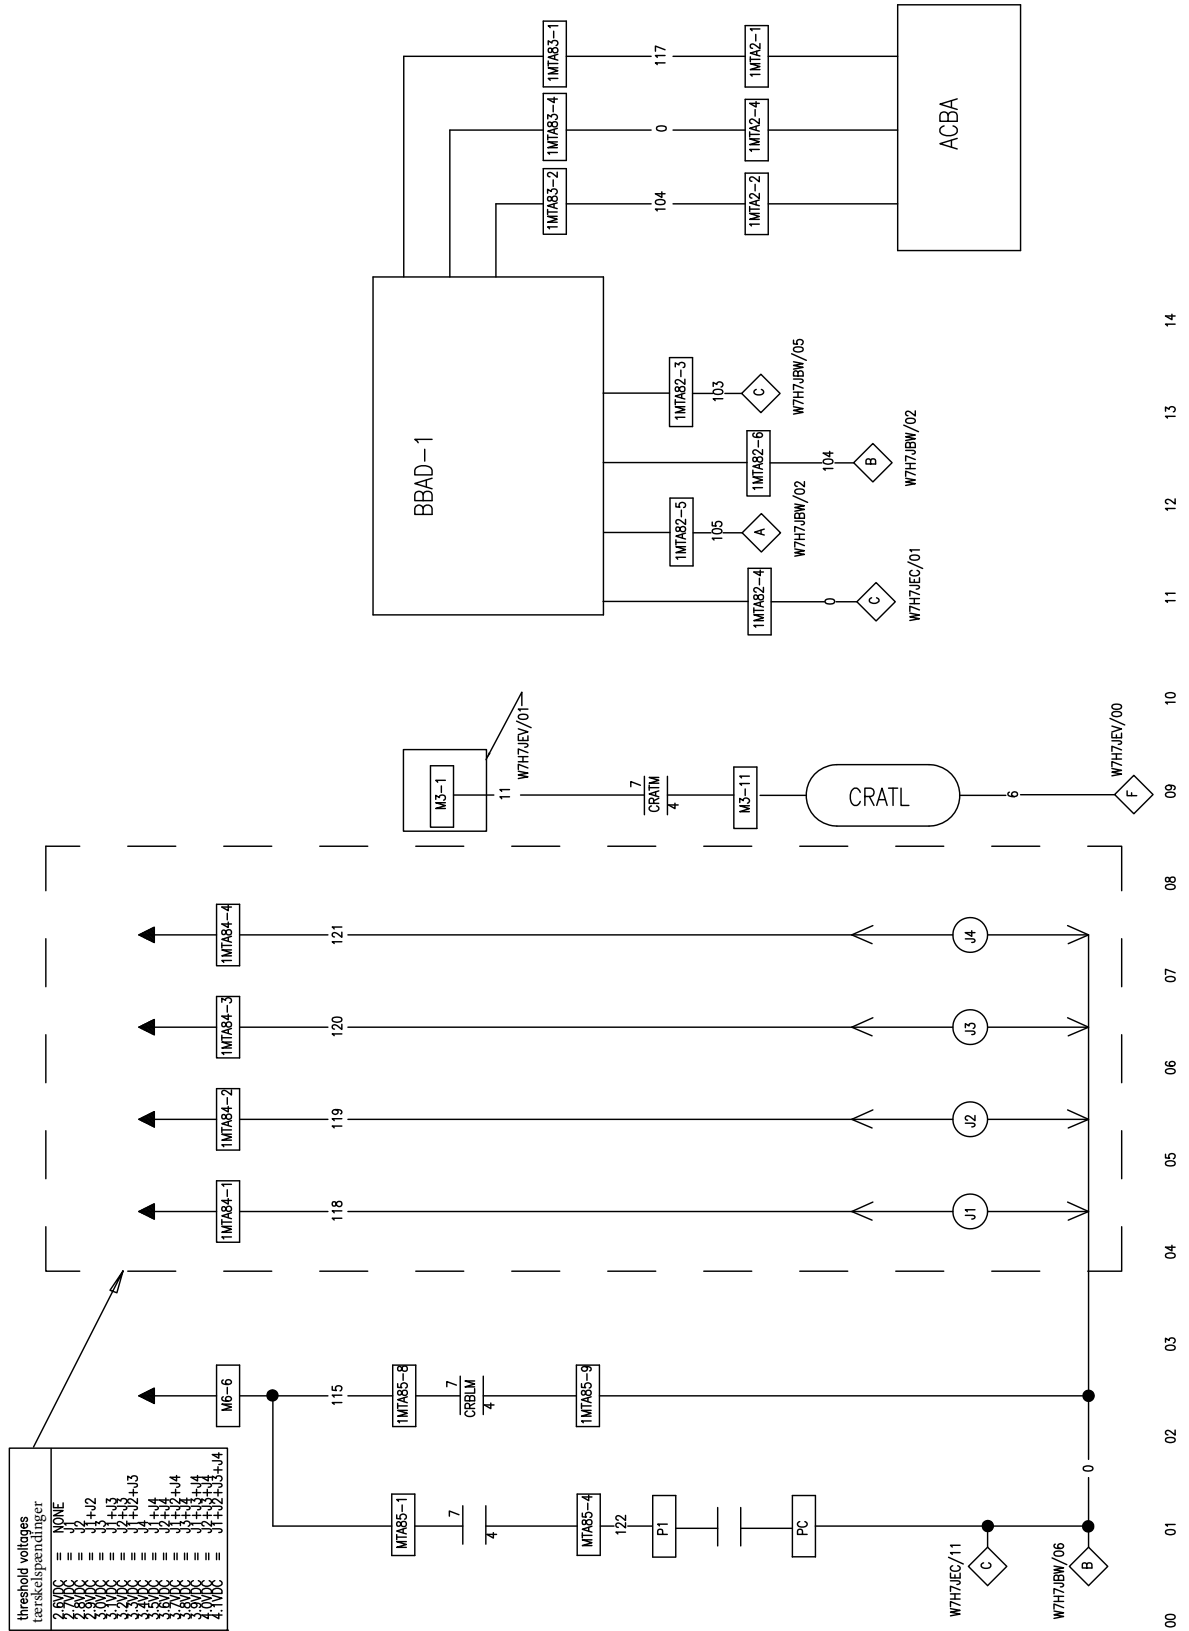 threshold voltages
tærskelspændinger
2.6VDC = NONE
2.7VDC = J1
2.8VDC = J2
2.9VDC = J1+J2
3.0VDC = J3
3.1VDC = J1+J3
3.2VDC = J2+J3
3.3VDC = J1+J2+J3
3.4VDC = J4
3.5VDC = J1+J4
3.6VDC = J2+J4
3.7VDC = J1+J2+J4
3.8VDC = J3+J4
3.9VDC = J1+J3+J4
4.0VDC = J2+J3+J4
4.1VDC = J1+J2+J3+J4
MTA85-1
7
4
MTA85-4
122
P1
PC
W7H7JEC/11
C
W7H7JBW/06
B
0
M6-6
115
1MTA85-8
7
CRBLM
4
1MTA85-9
1MTA84-1
118
J1
1MTA84-2
119
J2
1MTA84-3
120
J3
1MTA84-4
121
J4
M3-1
11
W7H7JEV/01
7
CRATM
4
M3-11
CRATL
6
W7H7JEV/00
F
BBAD-1
1MTA82-4
0
C
W7H7JEC/01
1MTA82-5
105
A
W7H7JBW/02
1MTA82-6
104
B
W7H7JBW/02
1MTA82-3
103
C
W7H7JBW/05
1MTA83-2
104
1MTA2-2
1MTA83-4
0
1MTA2-4
1MTA83-1
117
1MTA2-1
ACBA
00
01
02
03
04
05
06
07
08
09
10
11
12
13
14